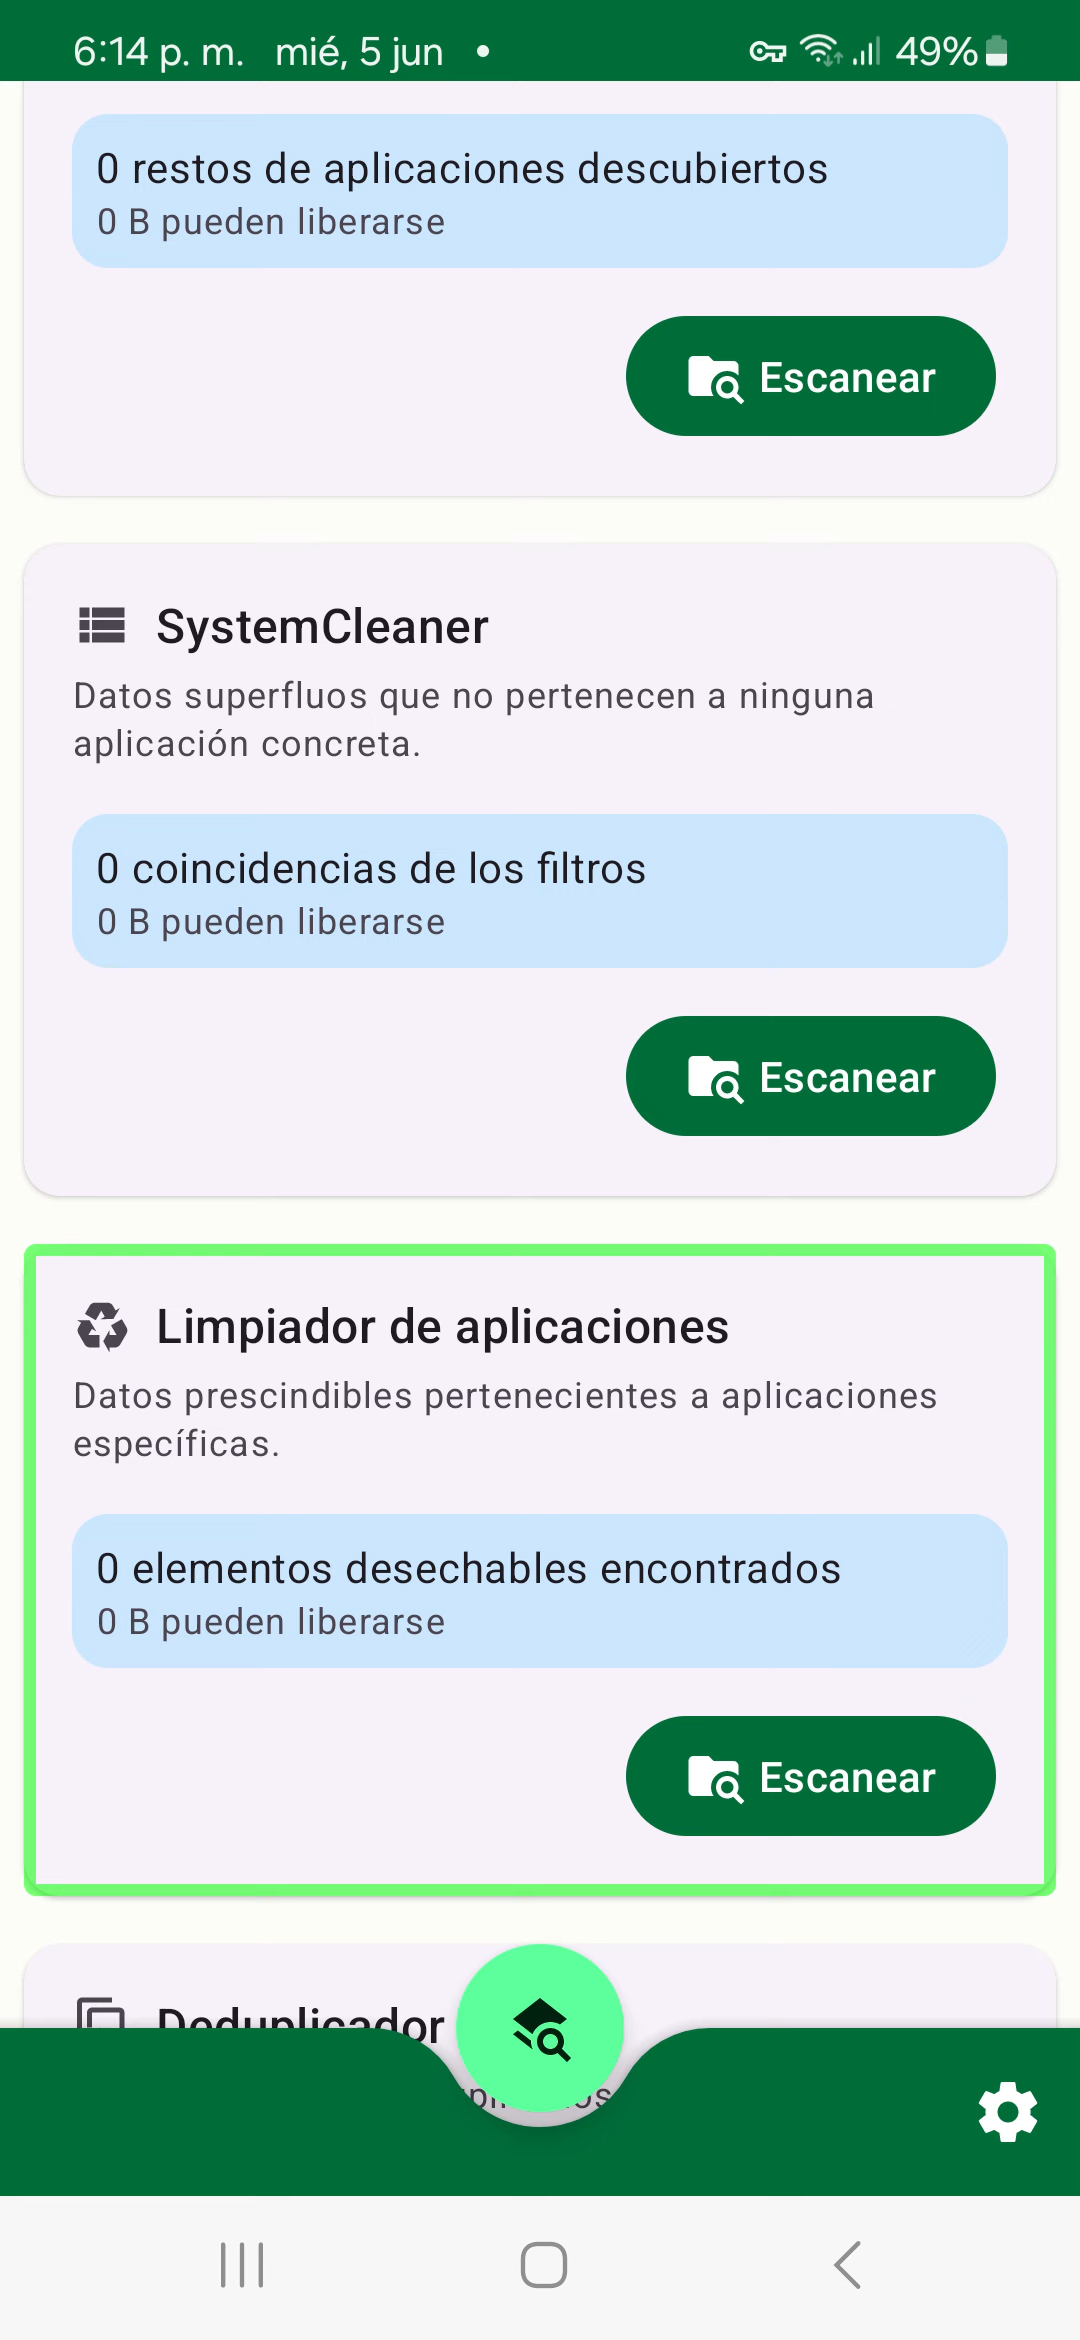 6:14 p. m. mié, 5 jun • 49%
0 restos de aplicaciones descubiertos
0 B pueden liberarse
Escanear
SystemCleaner
Datos superfluos que no pertenecen a ninguna
aplicación concreta.
0 coincidencias de los filtros
0 B pueden liberarse
Escanear
Limpiador de aplicaciones
Datos prescindibles pertenecientes a aplicaciones
específicas.
0 elementos desechables encontrados
0 B pueden liberarse
Escanear
Deduplicador